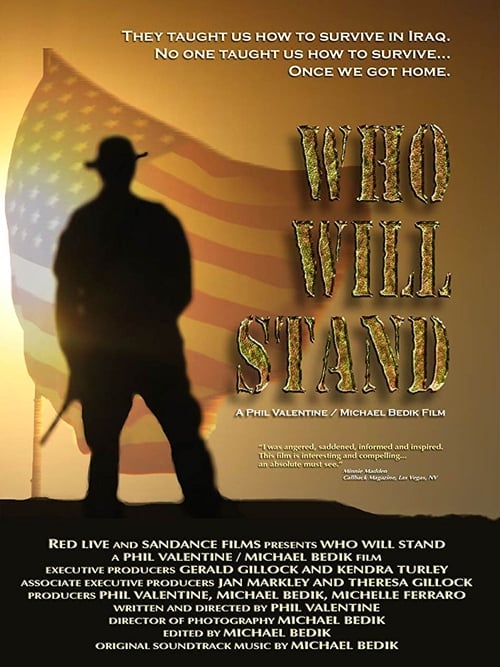 THEY TAUGHT US HOW TO SURVIVE IN IRAQ.
NO ONE TAUGHT US HOW TO SURVIVE...
ONCE WE GOT HOME.
WHO
WILL
STAND
A PHIL VALENTINE / MICHAEL BEDIK FILM
"I was angered, saddened, informed and inspired.
This film is interesting and compelling...
an absolute must see."
Minnie Madden
Callback Magazine, Las Vegas, NV
RED LIVE AND SANDANCE FILMS PRESENTS WHO WILL STAND
A PHIL VALENTINE / MICHAEL BEDIK FILM
EXECUTIVE PRODUCERS GERALD GILLOCK AND KENDRA TURLEY
ASSOCIATE EXECUTIVE PRODUCERS JAN MARKLEY AND THERESA GILLOCK
PRODUCERS PHIL VALENTINE, MICHAEL BEDIK, MICHELLE FERRARO
WRITTEN AND DIRECTED BY PHIL VALENTINE
DIRECTOR OF PHOTOGRAPHY MICHAEL BEDIK
EDITED BY MICHAEL BEDIK
ORIGINAL SOUNDTRACK MUSIC BY MICHAEL BEDIK